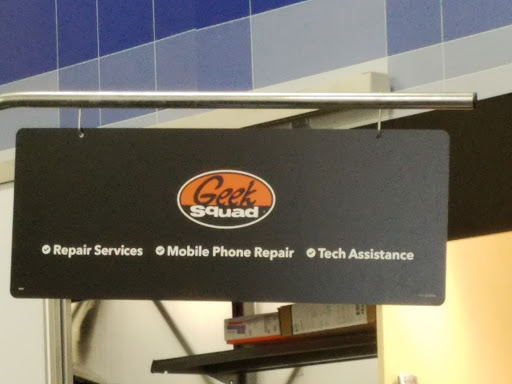 Geek
Squad
Repair Services Mobile Phone Repair Tech Assistance